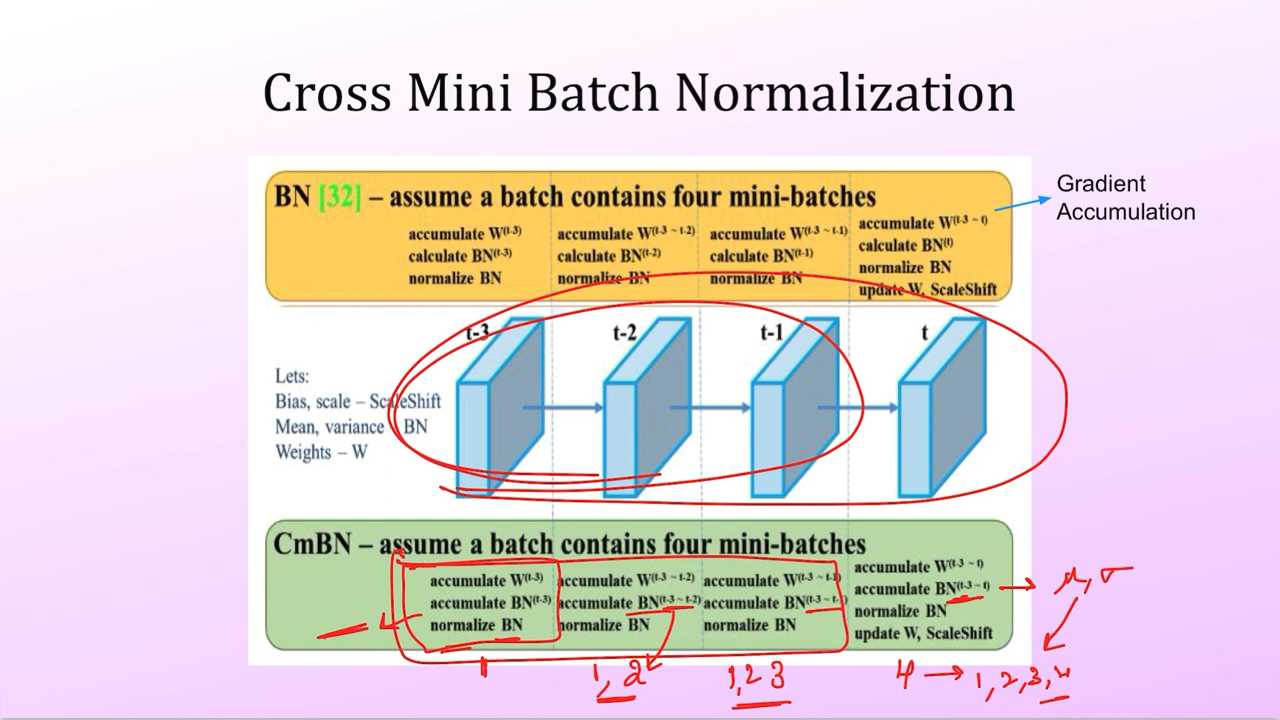 Cross Mini Batch Normalization
BN [32] – assume a batch contains four mini-batches
accumulate W(t-3)
calculate BN(t-3)
normalize BN
accumulate W(t-3 ~ t-2)
calculate BN(t-2)
normalize BN
accumulate W(t-3 ~ t-1)
calculate BN(t-1)
normalize BN
accumulate W(t-3 ~ t)
calculate BN(t)
normalize BN
update W, ScaleShift
Gradient
Accumulation
t-3
t-2
t-1
t
Lets:
Bias, scale – ScaleShift
Mean, variance – BN
Weights – W
CmBN – assume a batch contains four mini-batches
accumulate W(t-3)
accumulate BN(t-3)
normalize BN
accumulate W(t-3 ~ t-2)
accumulate BN(t-3 ~ t-2)
normalize BN
accumulate W(t-3 ~ t-1)
accumulate BN(t-3 ~ t-1)
normalize BN
accumulate W(t-3 ~ t)
accumulate BN(t-3 ~ t)
normalize BN
update W, ScaleShift
μ, σ
1
1, 2
1,2 3
4 → 1,2,3,4